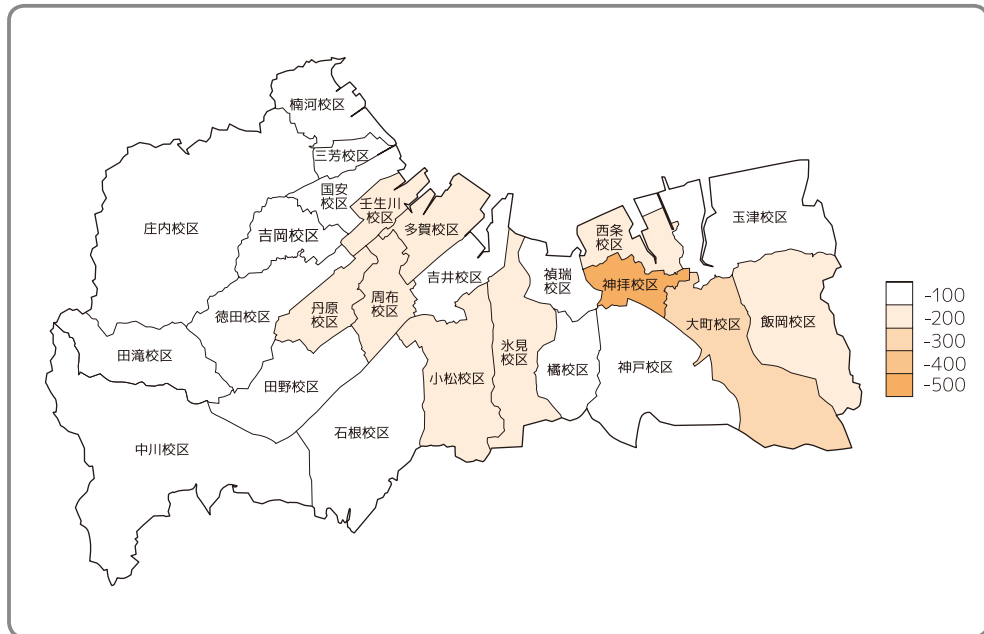 楠河校区
三芳校区
国安
校区
壬生川
校区
多賀校区
庄内校区
吉岡校区
吉井校区
禎瑞
校区
西条
校区
玉津校区
神拝校区
丹原
校区
周布
校区
徳田校区
大町校区
飯岡校区
田滝校区
田野校区
小松校区
氷見
校区
橘校区
神戸校区
石根校区
中川校区
-100
-200
-300
-400
-500